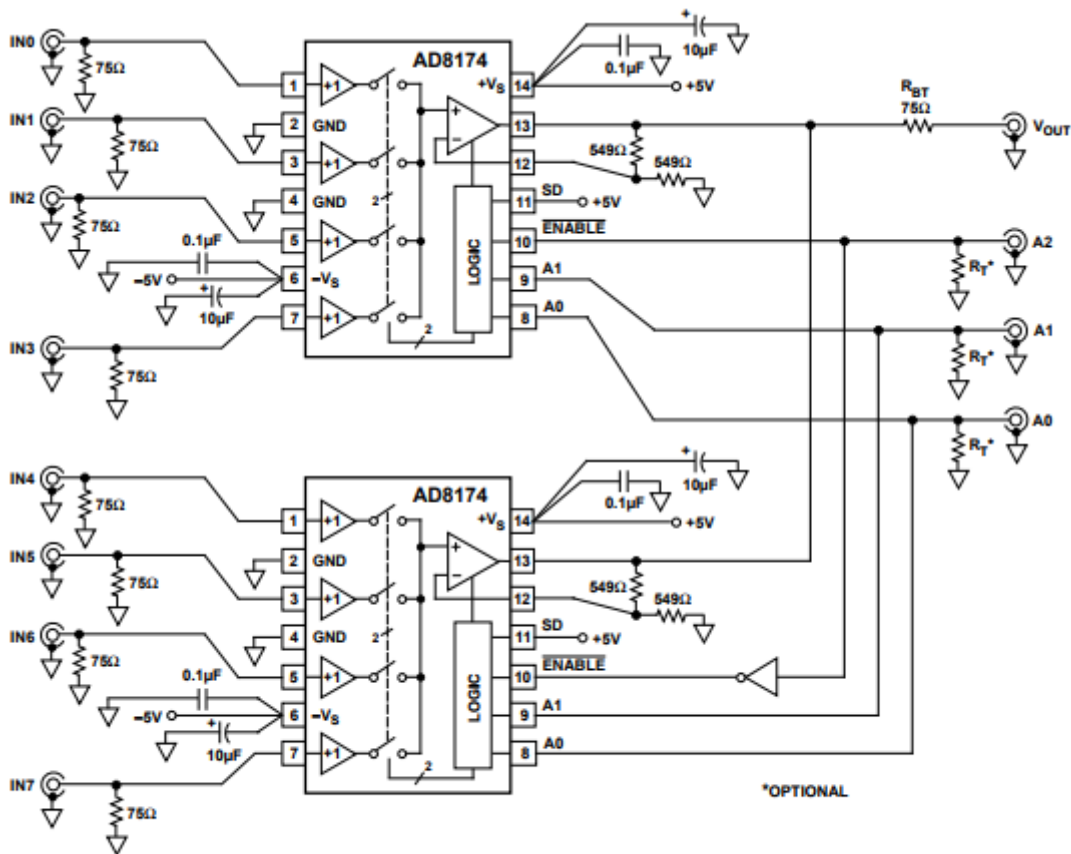 IN0
75Ω
IN1
75Ω
IN2
75Ω
0.1µF
–5V
+
10µF
IN3
75Ω
AD8174
1
+1
2
GND
3
+1
4
GND
2
5
+1
6
–VS
7
+1
2
LOGIC
+
–
+VS
14
13
12
11
SD
+5V
10
ENABLE
9
A1
8
A0
+
10µF
0.1µF
+5V
549Ω
549Ω
RBT
75Ω
VOUT
A2
RT*
A1
RT*
A0
RT*
IN4
75Ω
IN5
75Ω
IN6
75Ω
0.1µF
–5V
+
10µF
IN7
75Ω
AD8174
1
+1
2
GND
3
+1
4
GND
2
5
+1
6
–VS
7
+1
2
LOGIC
+
–
+VS
14
13
12
11
SD
+5V
10
ENABLE
9
A1
8
A0
+
10µF
0.1µF
+5V
549Ω
549Ω
*OPTIONAL